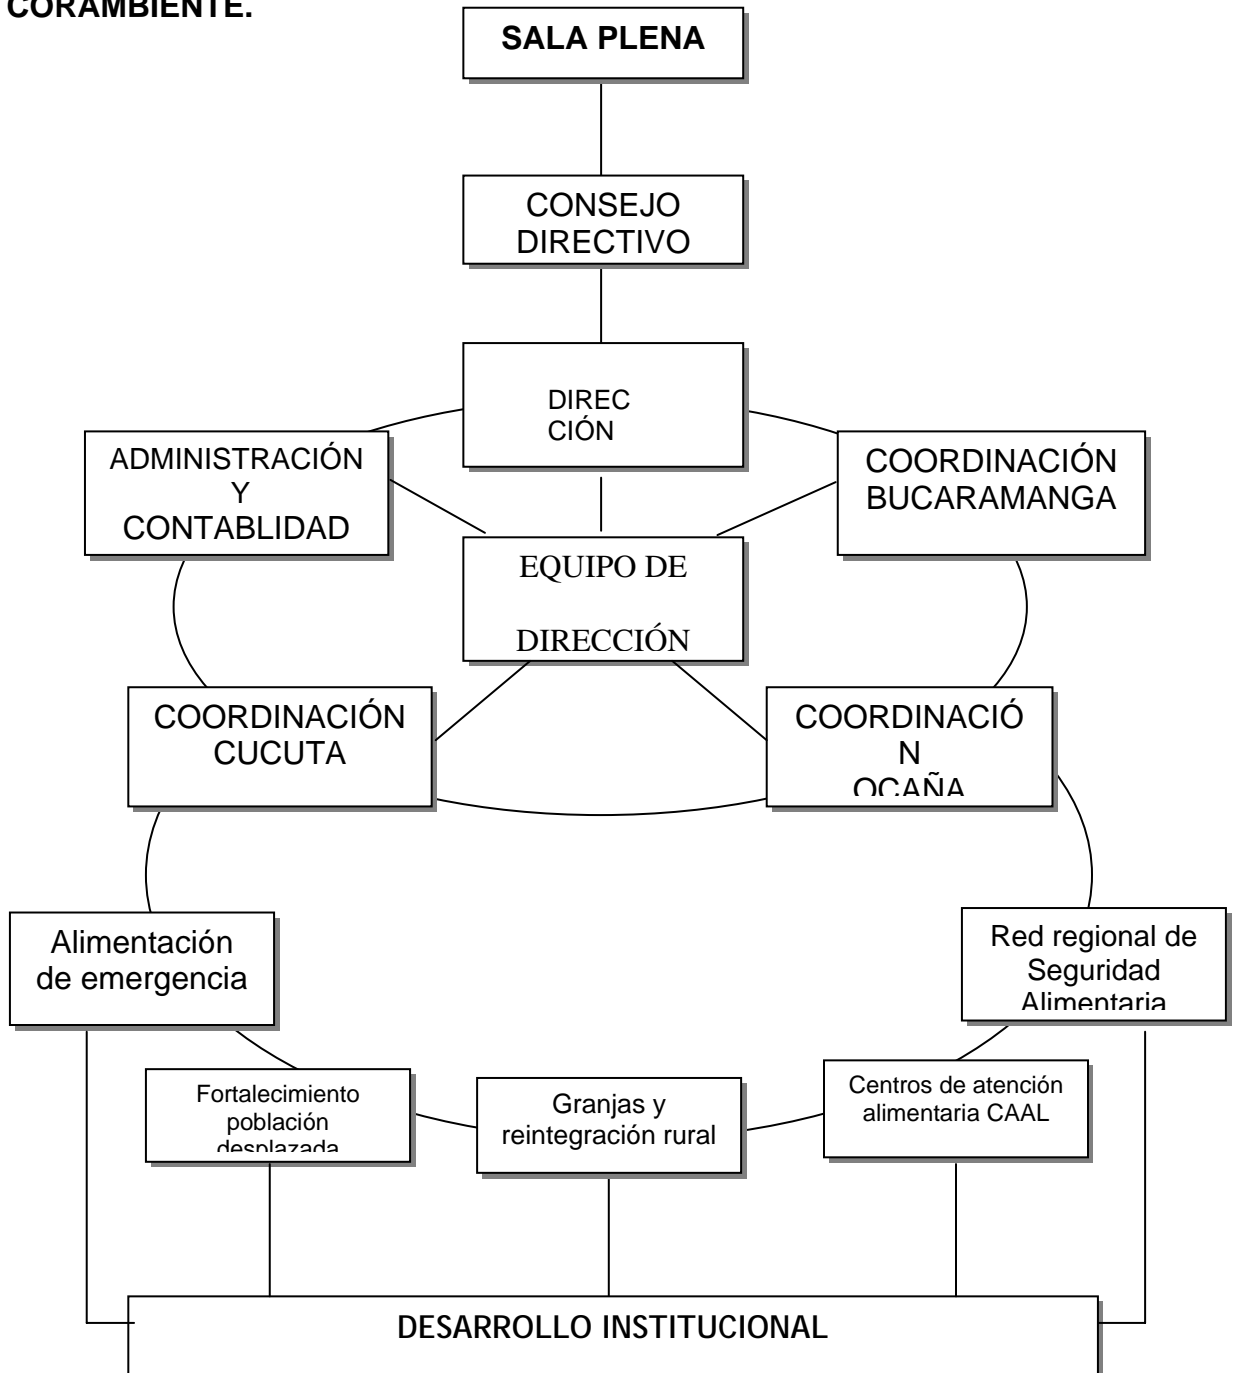 CORAMBIENTE.
SALA PLENA
CONSEJO
DIRECTIVO
DIREC
CIÓN
ADMINISTRACIÓN
Y
CONTABLIDAD
COORDINACIÓN
BUCARAMANGA
EQUIPO DE
DIRECCIÓN
COORDINACIÓN
CUCUTA
COORDINACIÓ
N
OCAÑA
Alimentación
de emergencia
Red regional de
Seguridad
Alimentaria
Fortalecimiento
población
desplazada
Granjas y
reintegración rural
Centros de atención
alimentaria CAAL
DESARROLLO INSTITUCIONAL